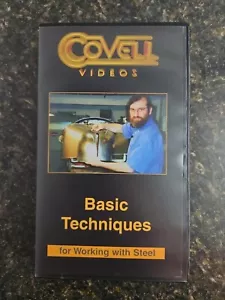 COVELL
VIDEOS
Basic
Techniques
for Working with Steel